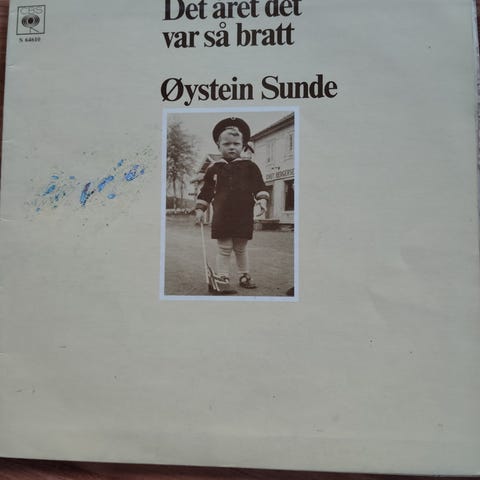 CBS
S 64610
Det året det
var så bratt
Øystein Sunde